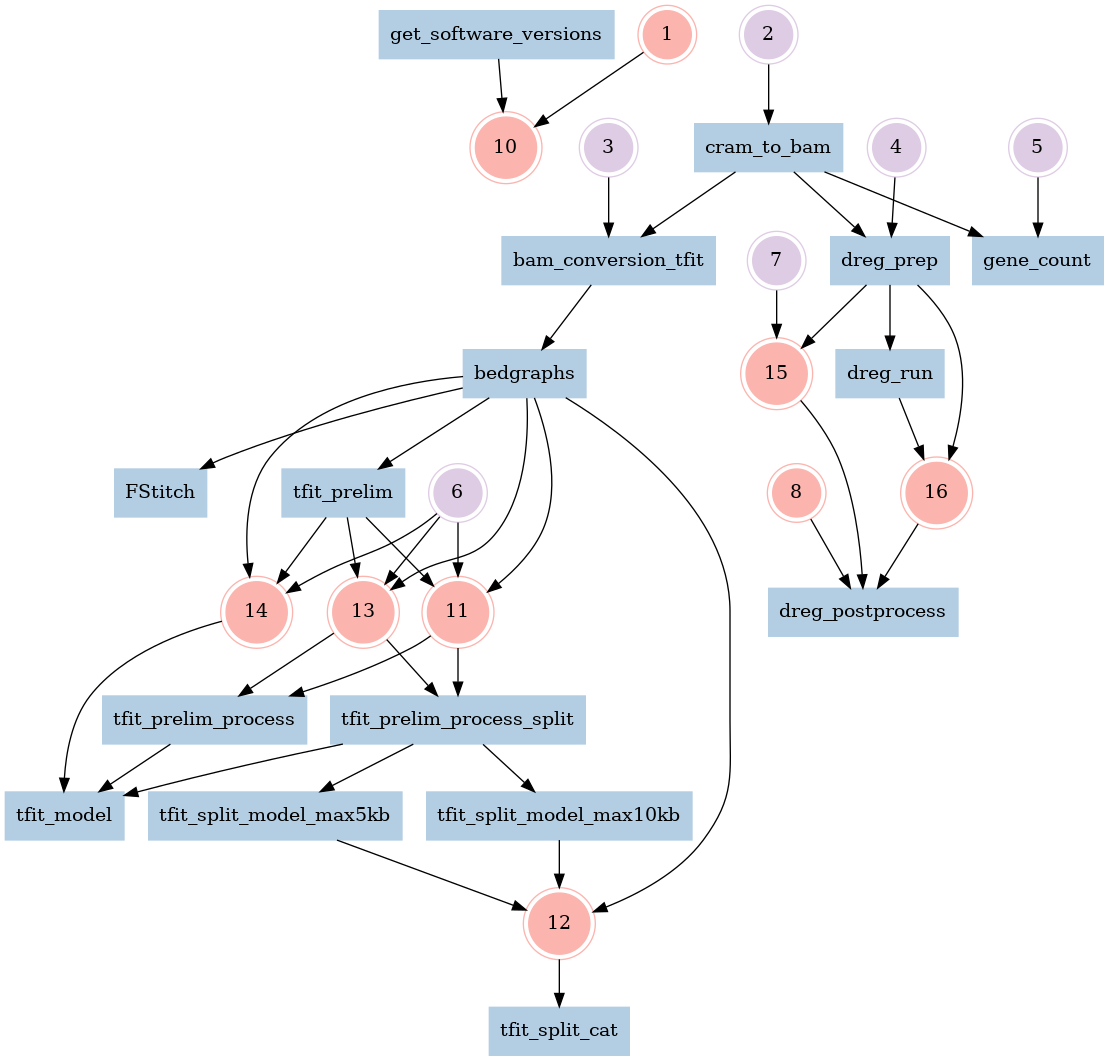 get_software_versions
1
2
10
3
cram_to_bam
4
5
bam_conversion_tfit
7
dreg_prep
gene_count
bedgraphs
15
dreg_run
FStitch
tfit_prelim
6
8
16
14
13
11
dreg_postprocess
tfit_prelim_process
tfit_prelim_process_split
tfit_model
tfit_split_model_max5kb
tfit_split_model_max10kb
12
tfit_split_cat